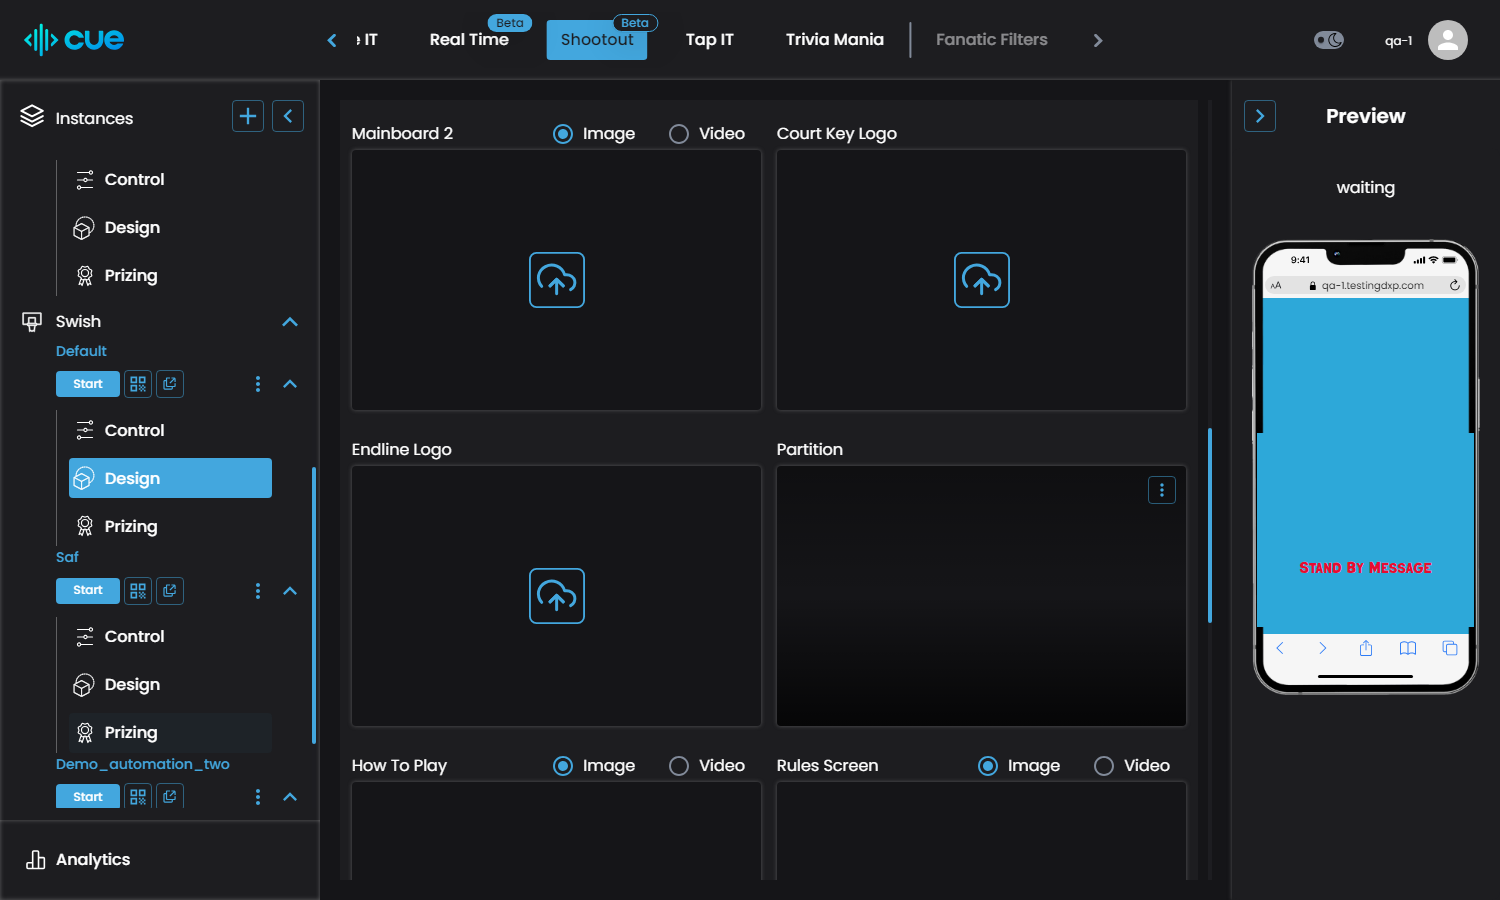 cue
IT
Real Time
Beta
Shootout
Beta
Tap IT
Trivia Mania
Fanatic Filters
qa-1
Instances
Control
Design
Prizing
Swish
Default
Start
Control
Design
Prizing
Saf
Start
Control
Design
Prizing
Demo_automation_two
Start
Analytics
Mainboard 2
Image
Video
Court Key Logo
Endline Logo
Partition
How To Play
Image
Video
Rules Screen
Image
Video
Preview
waiting
9:41
AA
qa-1.testingdxp.com
Stand By Message